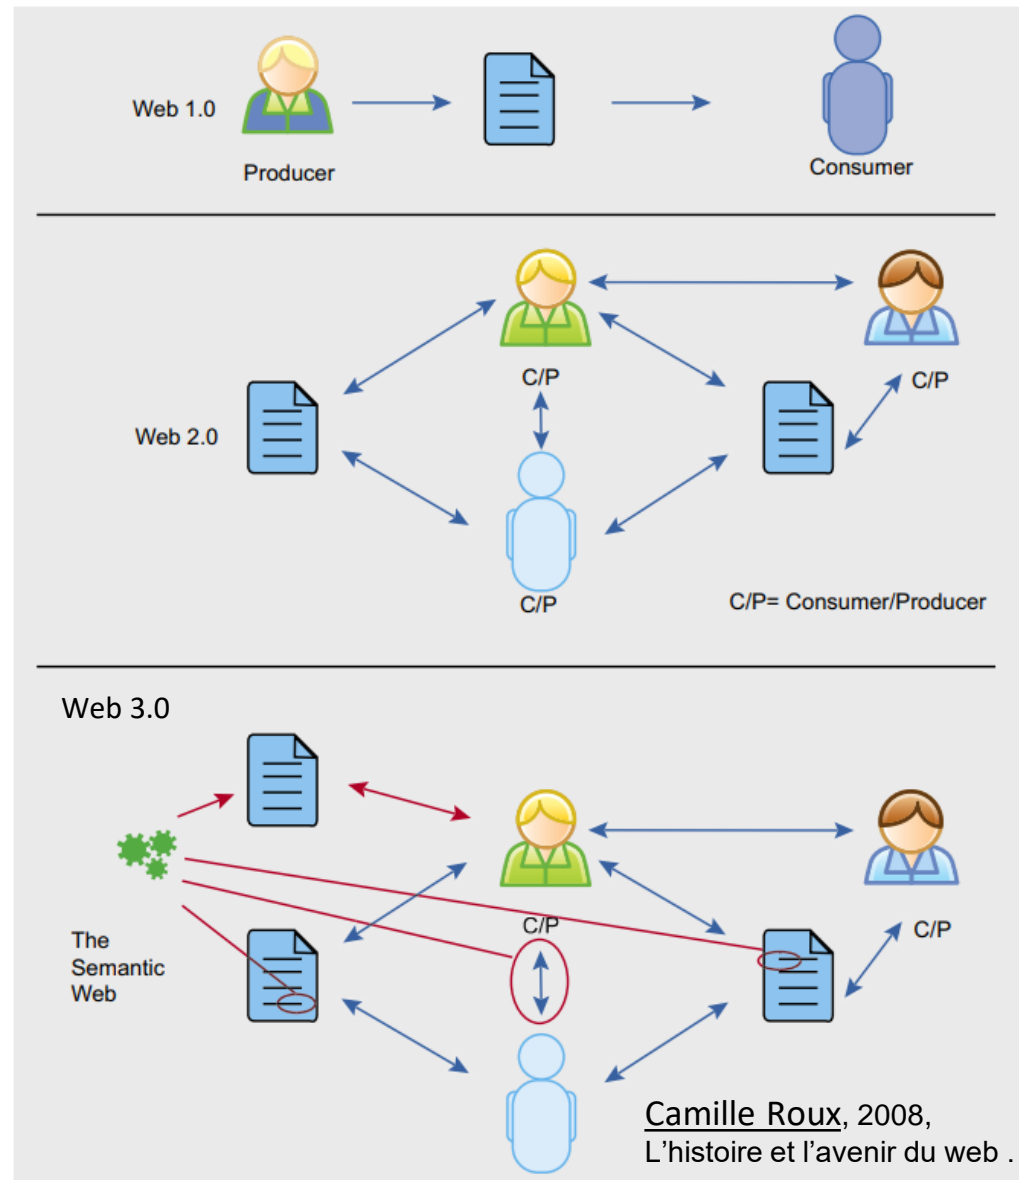 Web 1.0
Producer
Consumer
C/P
C/P
Web 2.0
C/P
C/P= Consumer/Producer
Web 3.0
C/P
C/P
The
Semantic
Web
Camille Roux, 2008,
L'histoire et l'avenir du web .